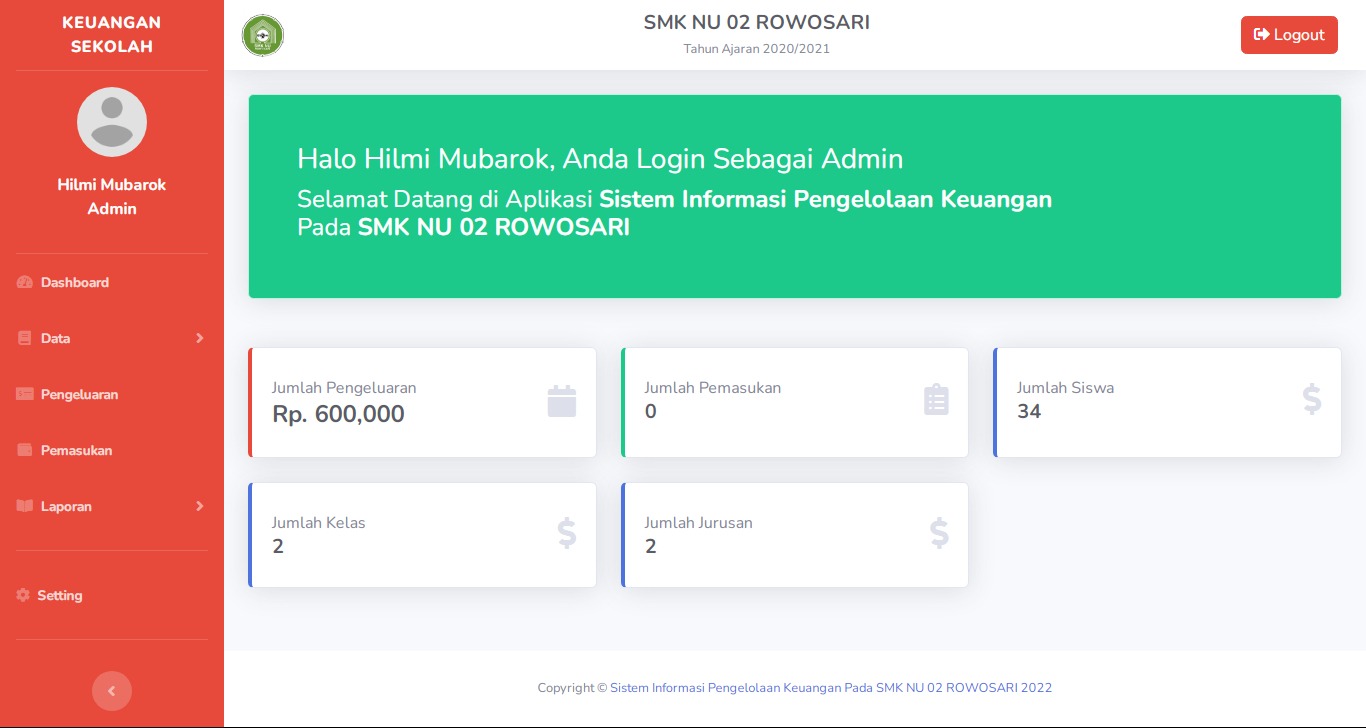 KEUANGAN
SEKOLAH
Hilmi Mubarok
Admin
Dashboard
Data
Pengeluaran
Pemasukan
Laporan
Setting
SMK NU 02 ROWOSARI
Tahun Ajaran 2020/2021
Logout
Halo Hilmi Mubarok, Anda Login Sebagai Admin
Selamat Datang di Aplikasi Sistem Informasi Pengelolaan Keuangan
Pada SMK NU 02 ROWOSARI
Jumlah Pengeluaran
Rp. 600,000
Jumlah Pemasukan
0
Jumlah Siswa
34
Jumlah Kelas
2
Jumlah Jurusan
2
Copyright © Sistem Informasi Pengelolaan Keuangan Pada SMK NU 02 ROWOSARI 2022